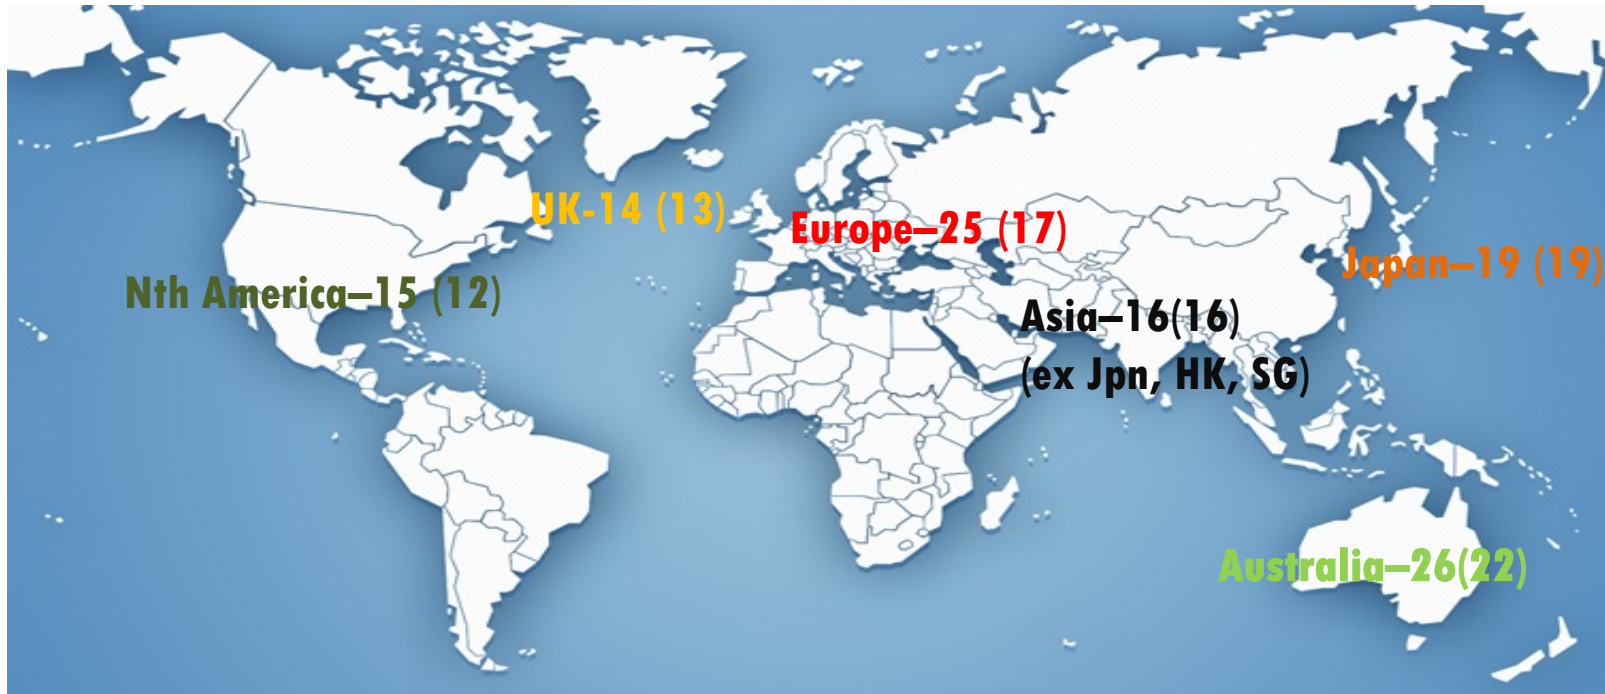 UK-14 (13)
Europe–25 (17)
Japan–19 (19)
Nth America–15 (12)
Asia–16(16)
(ex Jpn, HK, SG)
Australia–26(22)